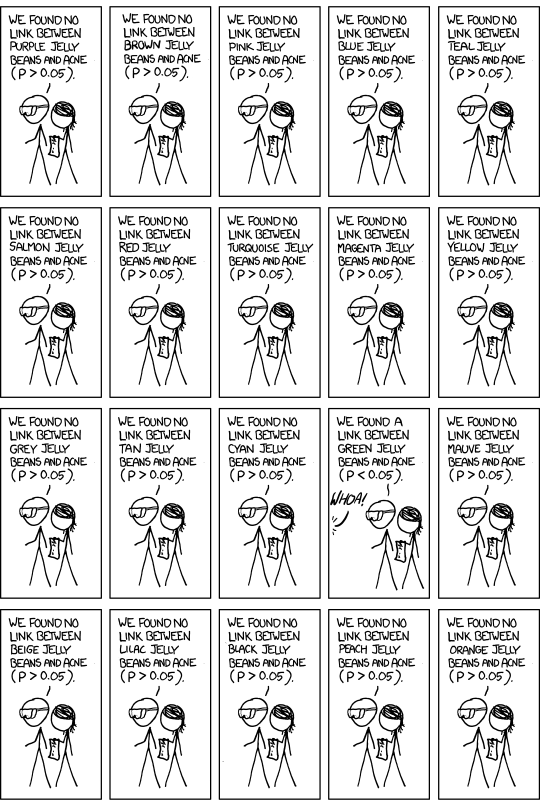 WE FOUND NO
LINK BETWEEN
PURPLE JELLY
BEANS AND ACNE
(P > 0.05).
WE FOUND NO
LINK BETWEEN
BROWN JELLY
BEANS AND ACNE
(P > 0.05).
WE FOUND NO
LINK BETWEEN
PINK JELLY
BEANS AND ACNE
(P > 0.05).
WE FOUND NO
LINK BETWEEN
BLUE JELLY
BEANS AND ACNE
(P > 0.05).
WE FOUND NO
LINK BETWEEN
TEAL JELLY
BEANS AND ACNE
(P > 0.05).
WE FOUND NO
LINK BETWEEN
SALMON JELLY
BEANS AND ACNE
(P > 0.05).
WE FOUND NO
LINK BETWEEN
RED JELLY
BEANS AND ACNE
(P > 0.05).
WE FOUND NO
LINK BETWEEN
TURQUOISE JELLY
BEANS AND ACNE
(P > 0.05).
WE FOUND NO
LINK BETWEEN
MAGENTA JELLY
BEANS AND ACNE
(P > 0.05).
WE FOUND NO
LINK BETWEEN
YELLOW JELLY
BEANS AND ACNE
(P > 0.05).
WE FOUND NO
LINK BETWEEN
GREY JELLY
BEANS AND ACNE
(P > 0.05).
WE FOUND NO
LINK BETWEEN
TAN JELLY
BEANS AND ACNE
(P > 0.05).
WE FOUND NO
LINK BETWEEN
CYAN JELLY
BEANS AND ACNE
(P > 0.05).
WE FOUND A
LINK BETWEEN
GREEN JELLY
BEANS AND ACNE
(P < 0.05).
WHOA!
WE FOUND NO
LINK BETWEEN
MAUVE JELLY
BEANS AND ACNE
(P > 0.05).
WE FOUND NO
LINK BETWEEN
BEIGE JELLY
BEANS AND ACNE
(P > 0.05).
WE FOUND NO
LINK BETWEEN
LILAC JELLY
BEANS AND ACNE
(P > 0.05).
WE FOUND NO
LINK BETWEEN
BLACK JELLY
BEANS AND ACNE
(P > 0.05).
WE FOUND NO
LINK BETWEEN
PEACH JELLY
BEANS AND ACNE
(P > 0.05).
WE FOUND NO
LINK BETWEEN
ORANGE JELLY
BEANS AND ACNE
(P > 0.05).